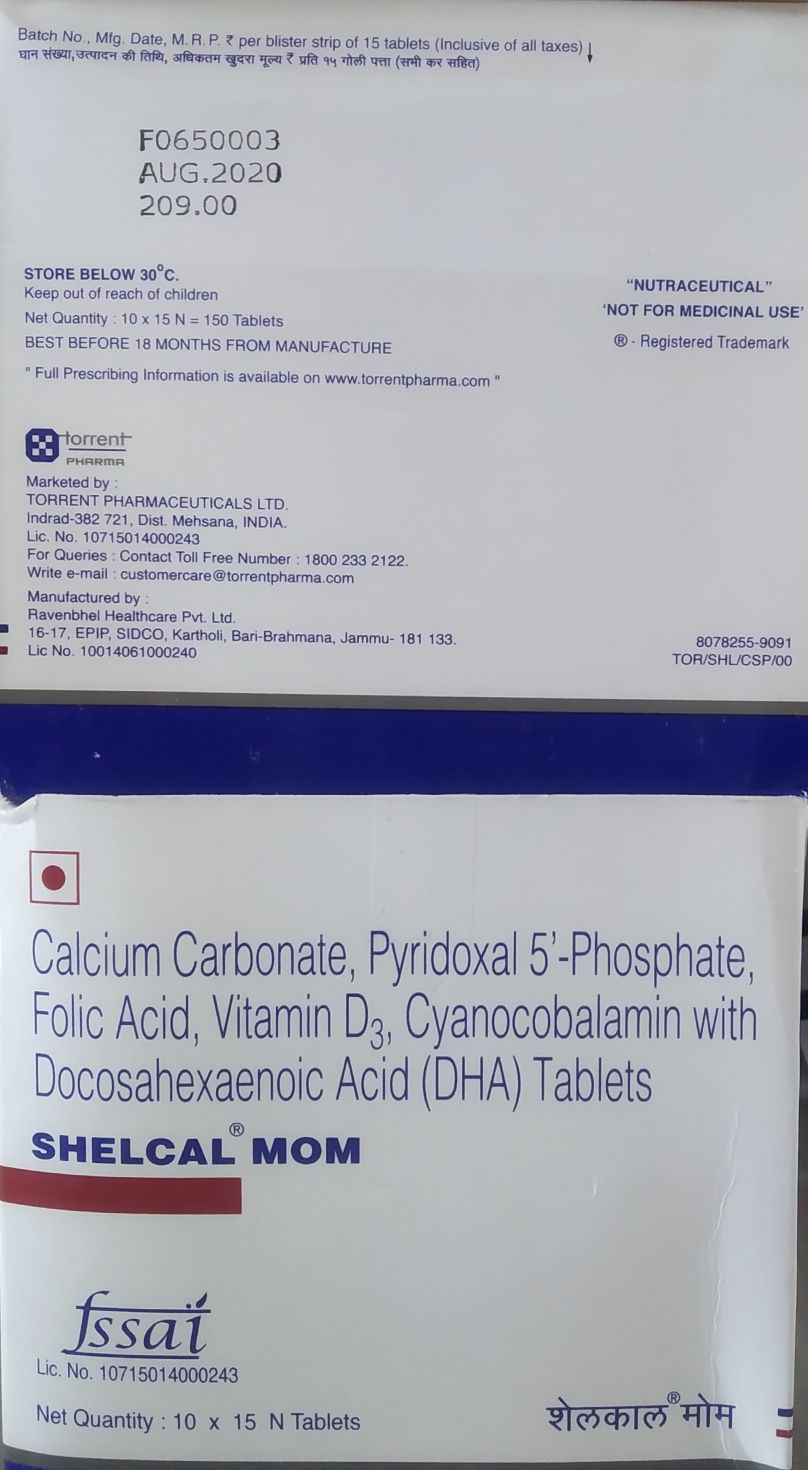 Batch No., Mfg. Date, M. R. P. ₹ per blister strip of 15 tablets (Inclusive of all taxes)
घान संख्या,उत्पादन की तिथि, अधिकतम खुदरा मूल्य ₹ प्रति १५ गोली पत्ता (सभी कर सहित)
F0650003
AUG.2020
209.00
STORE BELOW 30°C.
Keep out of reach of children
Net Quantity : 10 x 15 N = 150 Tablets
BEST BEFORE 18 MONTHS FROM MANUFACTURE
" Full Prescribing Information is available on www.torrentpharma.com "
“NUTRACEUTICAL”
‘NOT FOR MEDICINAL USE’
® - Registered Trademark
torrent
PHARMA
Marketed by :
TORRENT PHARMACEUTICALS LTD.
Indrad-382 721, Dist. Mehsana, INDIA.
Lic. No. 10715014000243
For Queries : Contact Toll Free Number : 1800 233 2122.
Write e-mail : customercare@torrentpharma.com
Manufactured by :
Ravenbhel Healthcare Pvt. Ltd.
16-17, EPIP, SIDCO, Kartholi, Bari-Brahmana, Jammu- 181 133.
Lic No. 10014061000240
8078255-9091
TOR/SHL/CSP/00
Calcium Carbonate, Pyridoxal 5’-Phosphate,
Folic Acid, Vitamin D₃, Cyanocobalamin with
Docosahexaenoic Acid (DHA) Tablets
SHELCAL® MOM
fssai
Lic. No. 10715014000243
Net Quantity : 10 x 15 N Tablets
शेलकाल® मोम